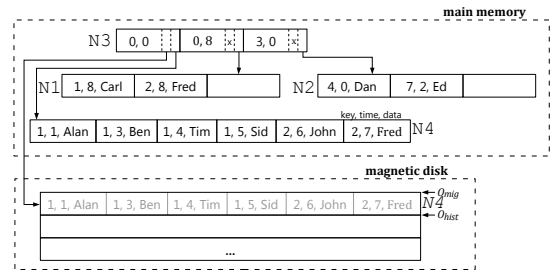 main memory
N3 0, 0 0, 8 x 3, 0 x
N1 1, 8, Carl 2, 8, Fred N2 4, 0, Dan 7, 2, Ed
key, time, data
1, 1, Alan 1, 3, Ben 1, 4, Tim 1, 5, Sid 2, 6, John 2, 7, Fred N4
magnetic disk
O_mig
1, 1, Alan 1, 3, Ben 1, 4, Tim 1, 5, Sid 2, 6, John 2, 7, Fred N4
O_hist
...